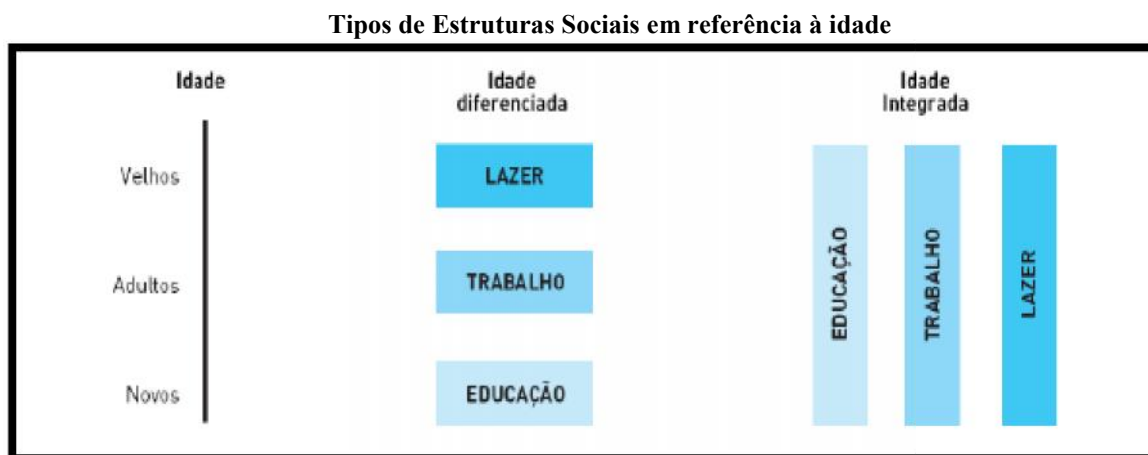 Tipos de Estruturas Sociais em referência à idade
Idade
Velhos
Adultos
Novos
Idade
diferenciada
LAZER
TRABALHO
EDUCAÇÃO
Idade
Integrada
EDUCAÇÃO
TRABALHO
LAZER